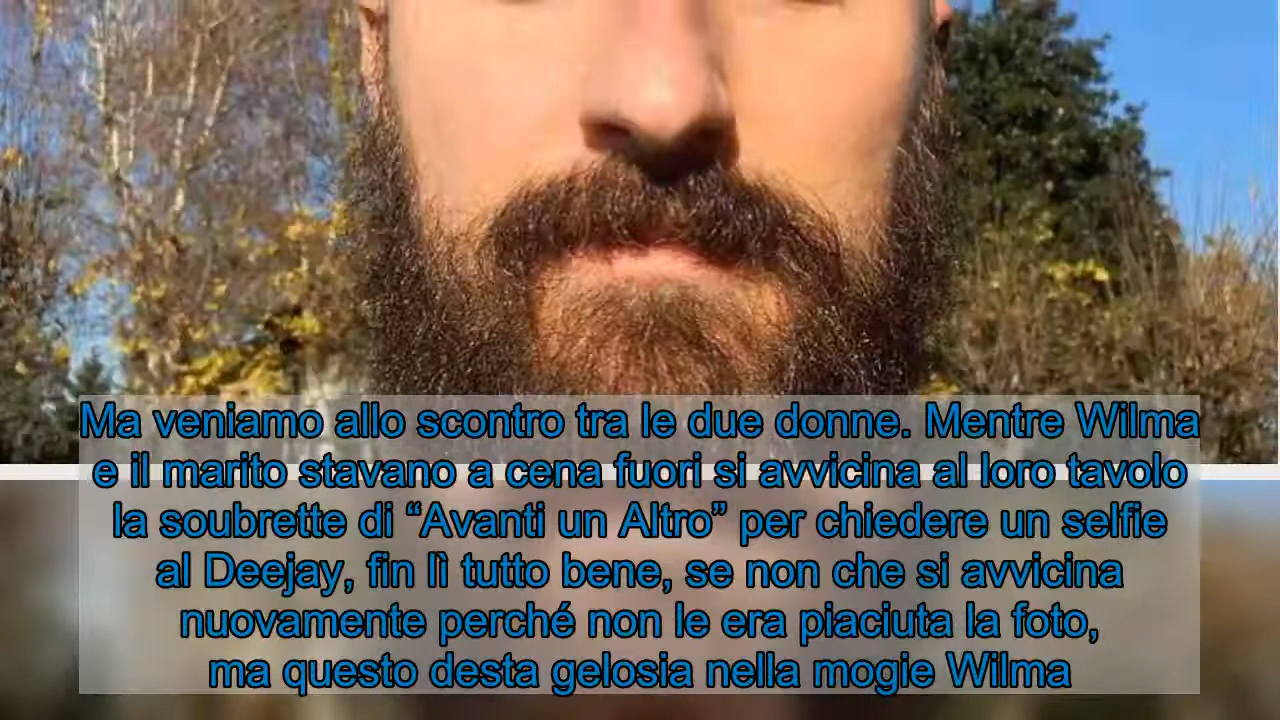 Ma veniamo allo scontro tra le due donne. Mentre Wilma
e il marito stavano a cena fuori si avvicina al loro tavolo
la soubrette di “Avanti un Altro” per chiedere un selfie
al Deejay, fin lì tutto bene, se non che si avvicina
nuovamente perché non le era piaciuta la foto,
ma questo desta gelosia nella mogie Wilma